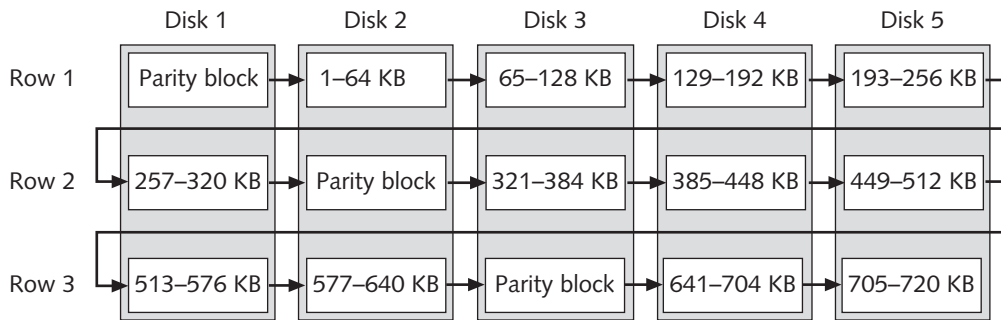 Disk 1 Disk 2 Disk 3 Disk 4 Disk 5
Row 1 Parity block 1–64 KB 65–128 KB 129–192 KB 193–256 KB
Row 2 257–320 KB Parity block 321–384 KB 385–448 KB 449–512 KB
Row 3 513–576 KB 577–640 KB Parity block 641–704 KB 705–720 KB